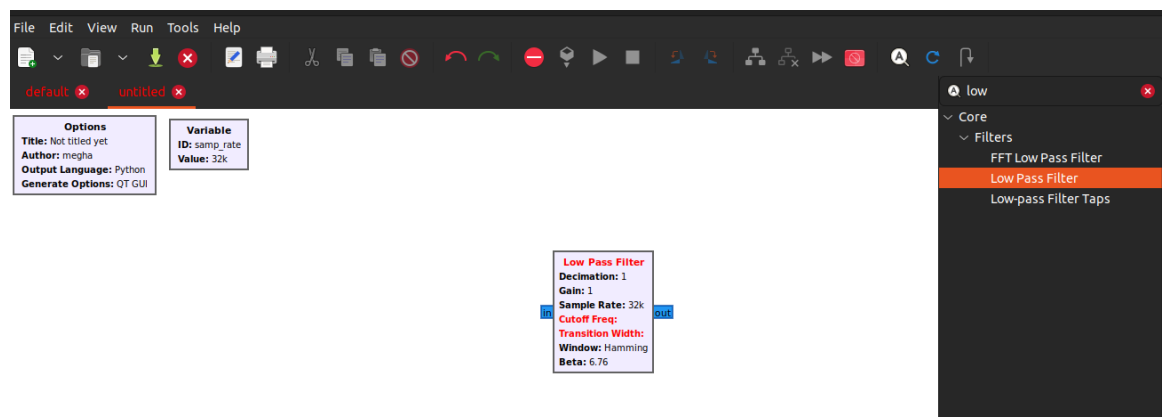 File Edit View Run Tools Help
default untitled
low
Options
Title: Not titled yet
Author: megha
Output Language: Python
Generate Options: QT GUI
Variable
ID: samp_rate
Value: 32k
Core
Filters
FFT Low Pass Filter
Low Pass Filter
Low-pass Filter Taps
Low Pass Filter
Decimation: 1
Gain: 1
Sample Rate: 32k
Cutoff Freq:
Transition Width:
Window: Hamming
Beta: 6.76
in
out